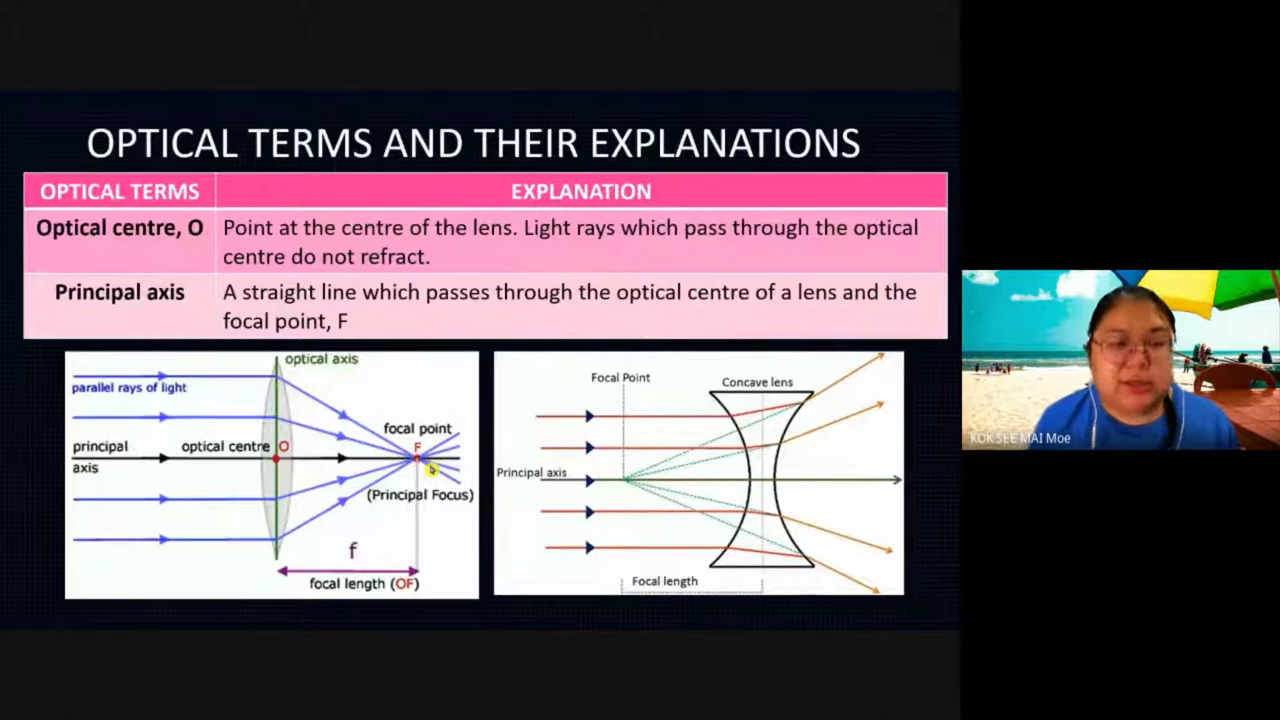 OPTICAL TERMS AND THEIR EXPLANATIONS
OPTICAL TERMS
EXPLANATION
Optical centre, O
Point at the centre of the lens. Light rays which pass through the optical
centre do not refract.
Principal axis
A straight line which passes through the optical centre of a lens and the
focal point, F
optical axis
parallel rays of light
focal point
principal
axis
optical centre O
F
(Principal Focus)
f
focal length (OF)
Focal Point
Concave lens
Principal axis
Focal length
KOK SEE MAI Moe